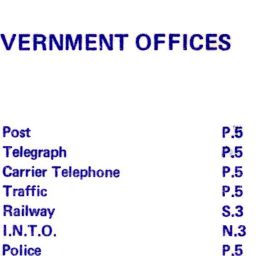 VERNMENT OFFICES
Post P.5
Telegraph P.5
Carrier Telephone P.5
Traffic P.5
Railway S.3
I.N.T.O. N.3
Police P.5